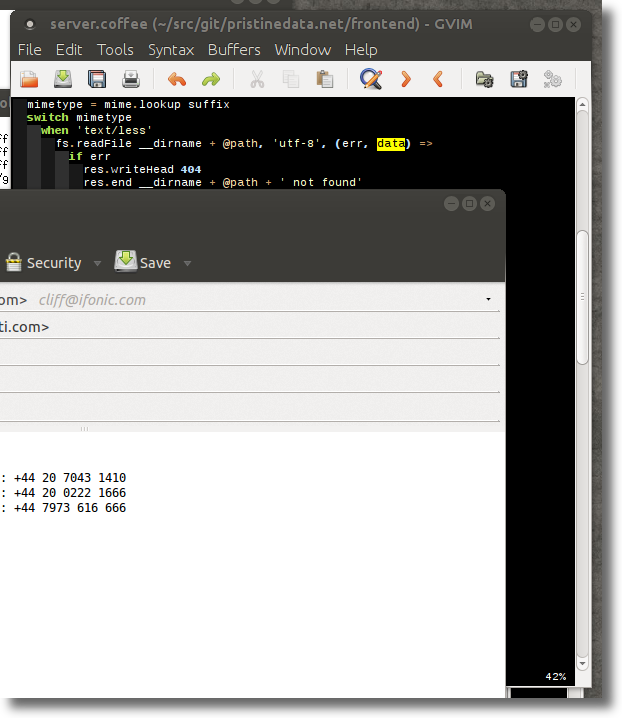 server.coffee (~/src/git/pristinedata.net/frontend) - GVIM
File Edit Tools Syntax Buffers Window Help
mimetype = mime.lookup suffix
switch mimetype
when 'text/less'
fs.readFile __dirname + @path, 'utf-8', (err, data) =>
if err
res.writeHead 404
res.end __dirname + @path + ' not found'
Security Save
om> cliff@ifonic.com
ti.com>
: +44 20 7043 1410
: +44 20 0222 1666
: +44 7973 616 666
42%